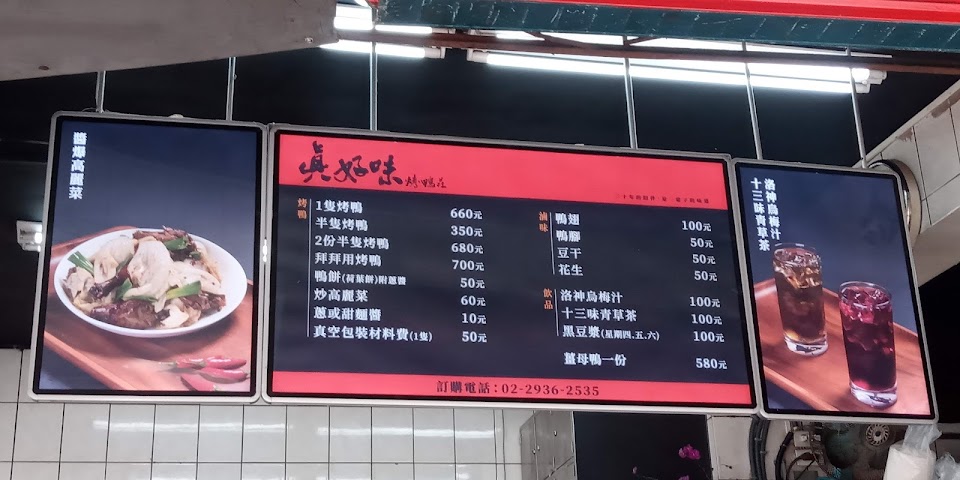 醬爆高麗菜
真好味
烤鴨莊
烤鴨
1隻烤鴨 660元
半隻烤鴨 350元
2份半隻烤鴨 680元
拜拜用烤鴨 700元
鴨餅(荷葉餅)附蔥醬 50元
炒高麗菜 60元
蔥或甜麵醬 10元
真空包裝材料費(1隻) 50元
滷味
鴨翅 100元
鴨腳 50元
豆干 50元
花生 50元
飲品
洛神烏梅汁 100元
十三味青草茶 100元
黑豆漿(星期四.五.六) 100元
薑母鴨一份 580元
訂購電話:02-2936-2535
洛神烏梅汁
十三味青草茶